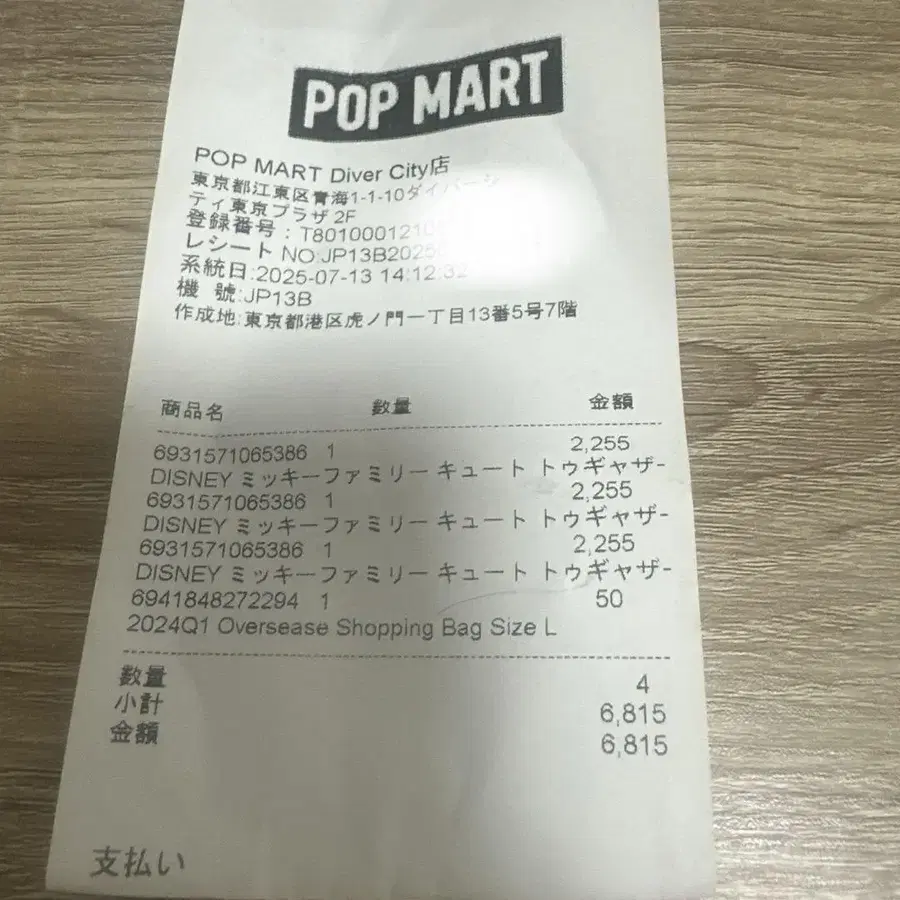 POP MART
POP MART Diver City店
東京都江東区青海1-1-10ダイバーシ
ティ東京プラザ 2F
登録番号：T8010001210
レシート NO:JP13B2025
系統日:2025-07-13 14:12:32
機 號:JP13B
作成地:東京都港区虎ノ門一丁目13番5号7階
商品名 数量 金額
6931571065386 1 2,255
DISNEY ミッキーファミリー キュート トゥギャザー
6931571065386 1 2,255
DISNEY ミッキーファミリー キュート トゥギャザー
6931571065386 1 2,255
DISNEY ミッキーファミリー キュート トゥギャザー
6941848272294 1 50
2024Q1 Oversease Shopping Bag Size L
数量 4
小計 6,815
金額 6,815
支払い